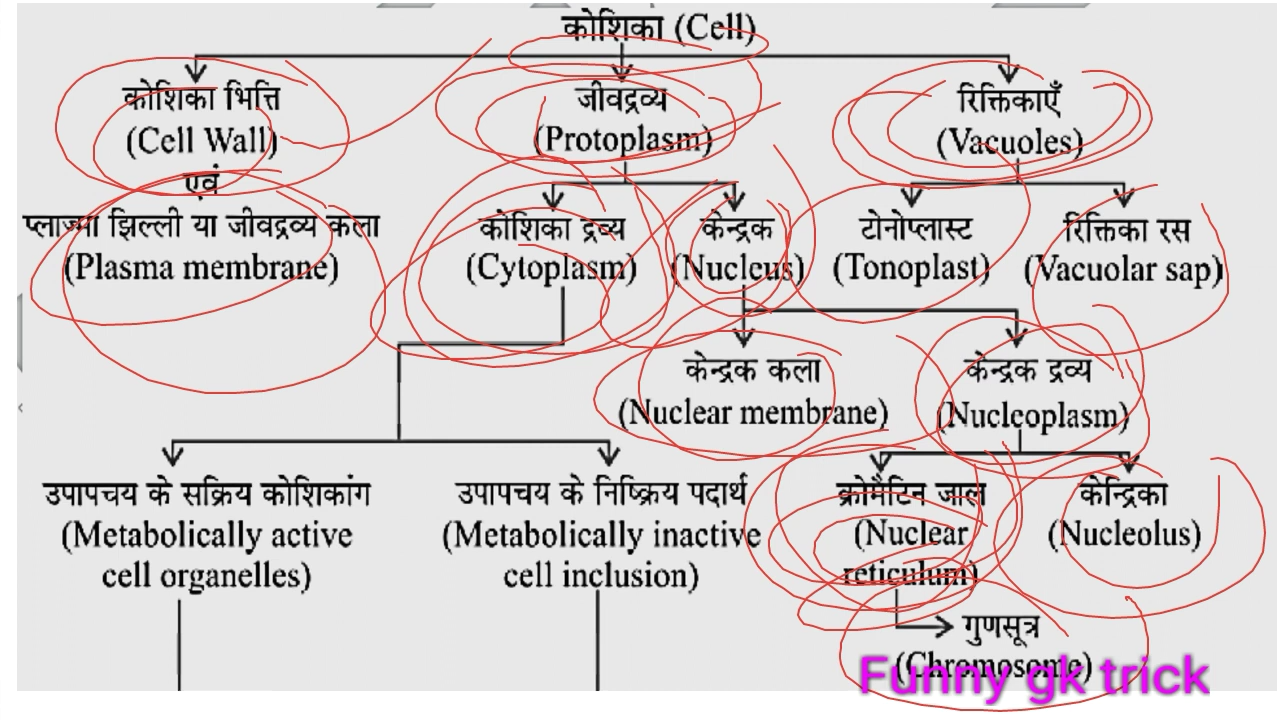 कोशिका (Cell)
कोशिका भित्ति
(Cell Wall)
एवं
प्लाज्मा झिल्ली या जीवद्रव्य कला
(Plasma membrane)
जीवद्रव्य
(Protoplasm)
रिक्तिकाएँ
(Vacuoles)
कोशिका द्रव्य
(Cytoplasm)
केन्द्रक
(Nucleus)
टोनोप्लास्ट
(Tonoplast)
रिक्तिका रस
(Vacuolar sap)
केन्द्रक कला
(Nuclear membrane)
केन्द्रक द्रव्य
(Nucleoplasm)
उपापचय के सक्रिय कोशिकांग
(Metabolically active
cell organelles)
उपापचय के निष्क्रिय पदार्थ
(Metabolically inactive
cell inclusion)
क्रोमैटिन जाल
(Nuclear
reticulum)
केन्द्रिका
(Nucleolus)
गुणसूत्र
(Chromosome)
Funny gk trick